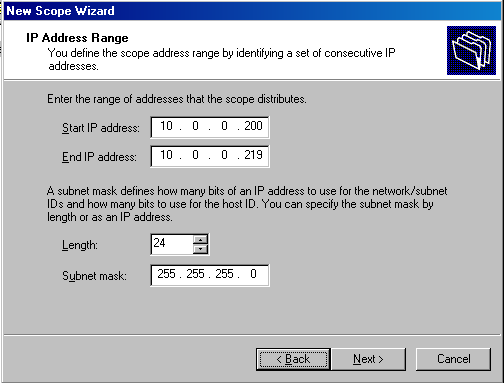 New Scope Wizard
IP Address Range
You define the scope address range by identifying a set of consecutive IP
addresses.
Enter the range of addresses that the scope distributes.
Start IP address: 10 . 0 . 0 . 200
End IP address: 10 . 0 . 0 . 219
A subnet mask defines how many bits of an IP address to use for the network/subnet
IDs and how many bits to use for the host ID. You can specify the subnet mask by
length or as an IP address.
Length: 24
Subnet mask: 255 . 255 . 255 . 0
< Back Next > Cancel